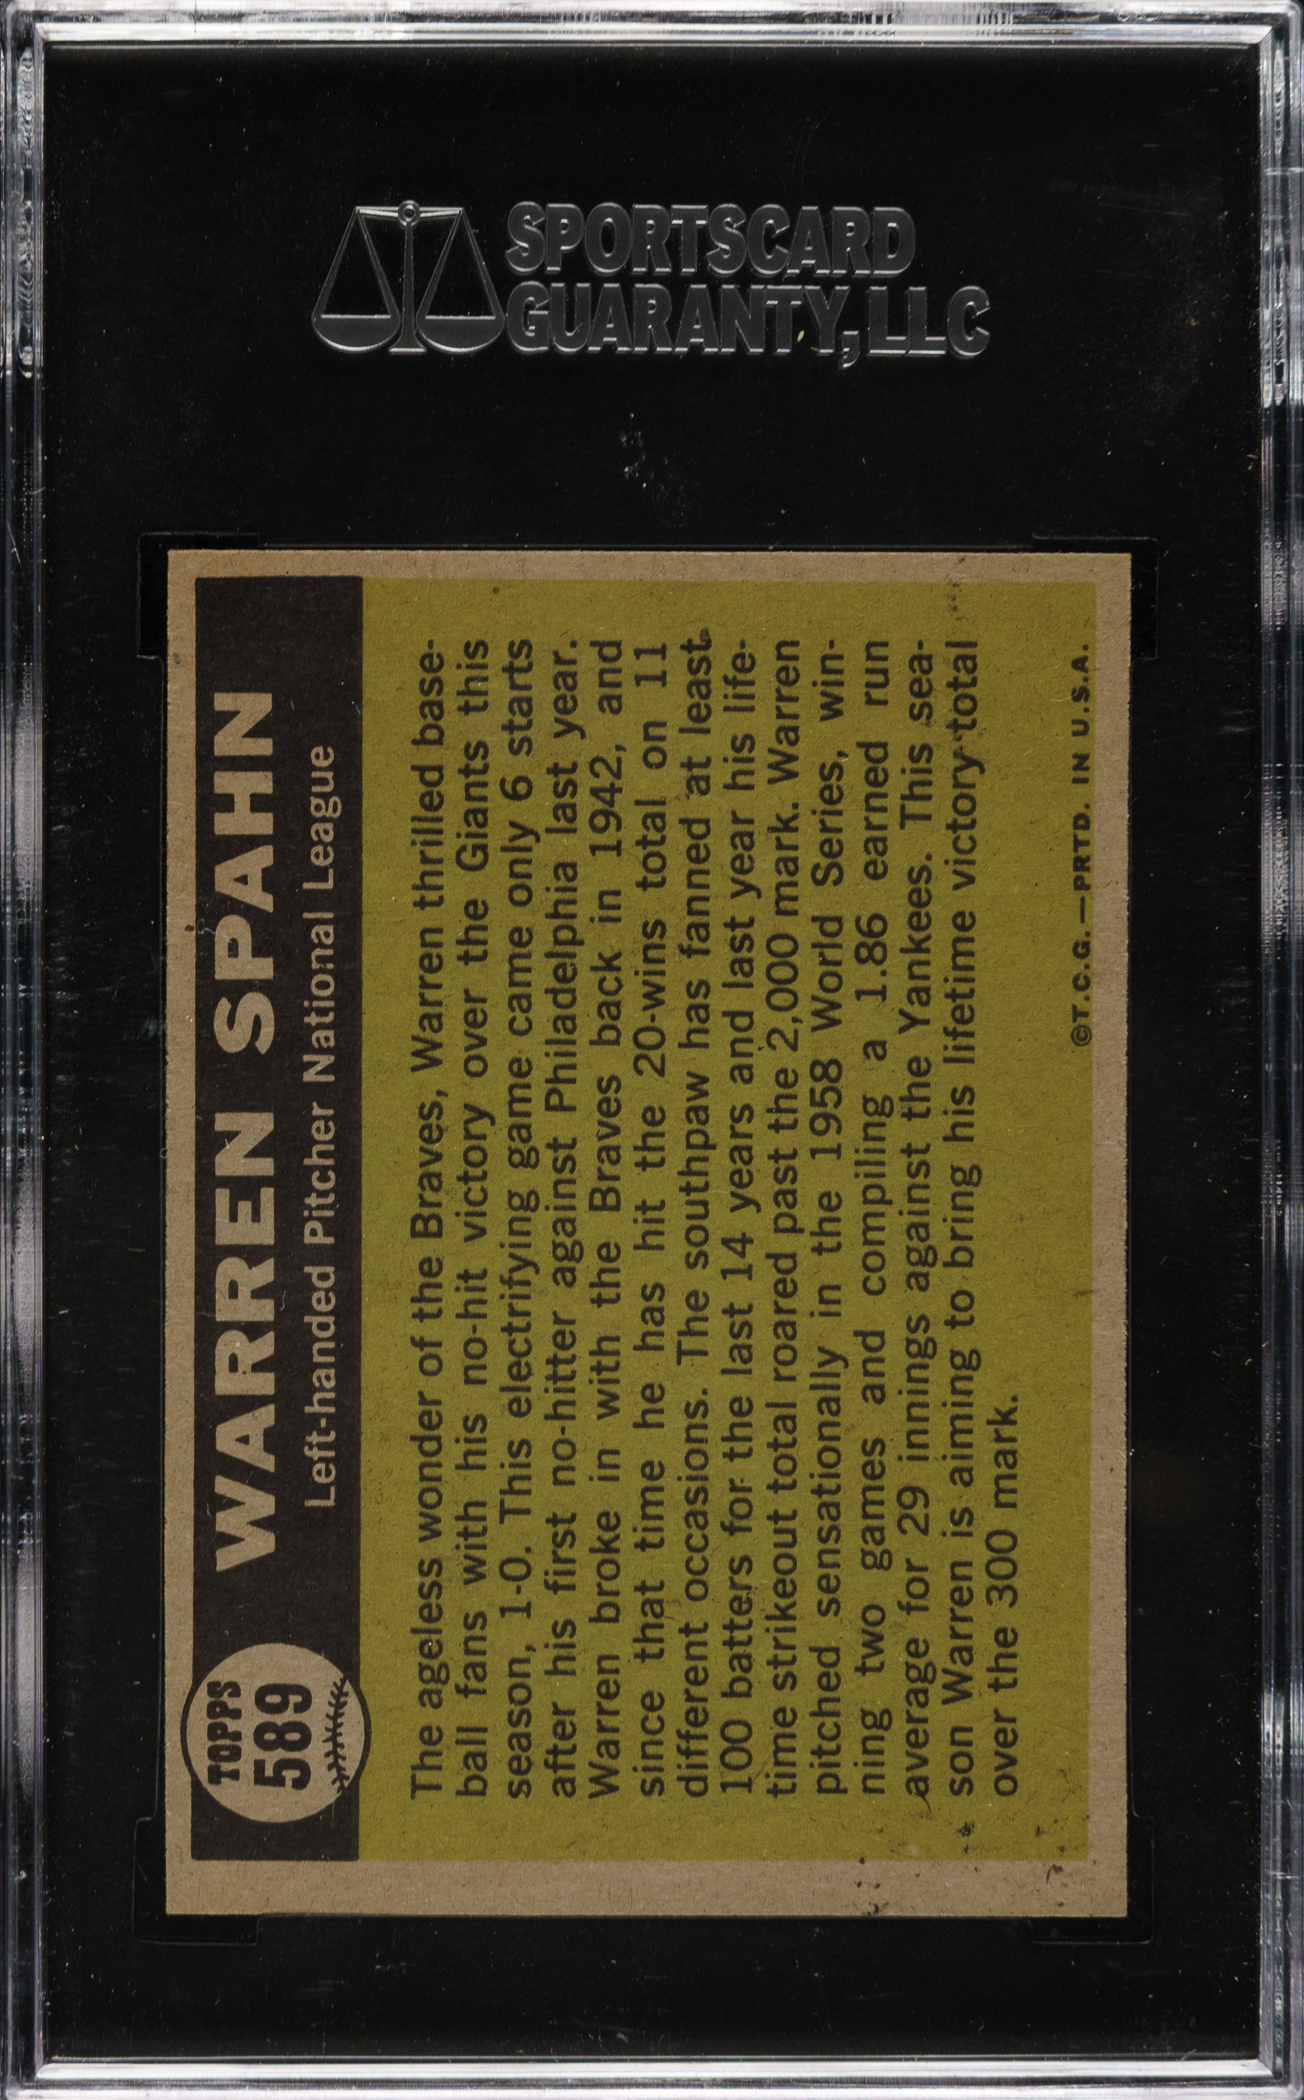 SPORTSCARD
GUARANTY, LLC
TOPPS
589
WARREN SPAHN
Left-handed Pitcher National League
The ageless wonder of the Braves, Warren thrilled base-
ball fans with his no-hit victory over the Giants this
season, 1-0. This electrifying game came only 6 starts
after his first no-hitter against Philadelphia last year.
Warren broke in with the Braves back in 1942, and
since that time he has hit the 20-wins total on 11
different occasions. The southpaw has fanned at least
100 batters for the last 14 years and last year his life-
time strikeout total roared past the 2,000 mark. Warren
pitched sensationally in the 1958 World Series, win-
ning two games and compiling a 1.86 earned run
average for 29 innings against the Yankees. This sea-
son Warren is aiming to bring his lifetime victory total
over the 300 mark.
©T.C.G.—PRTD. IN U.S.A.